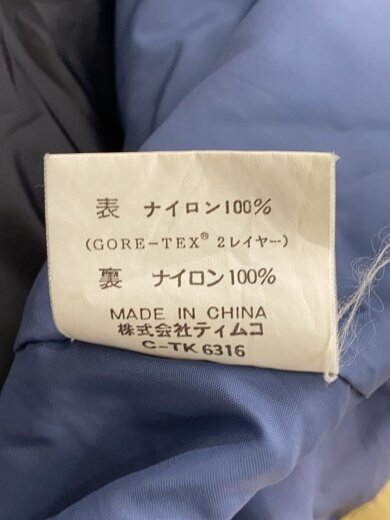 表 ナイロン100%
(GORE-TEX® 2レイヤー)
裏 ナイロン100%
MADE IN CHINA
株式会社ティムコ
C-TK 6316